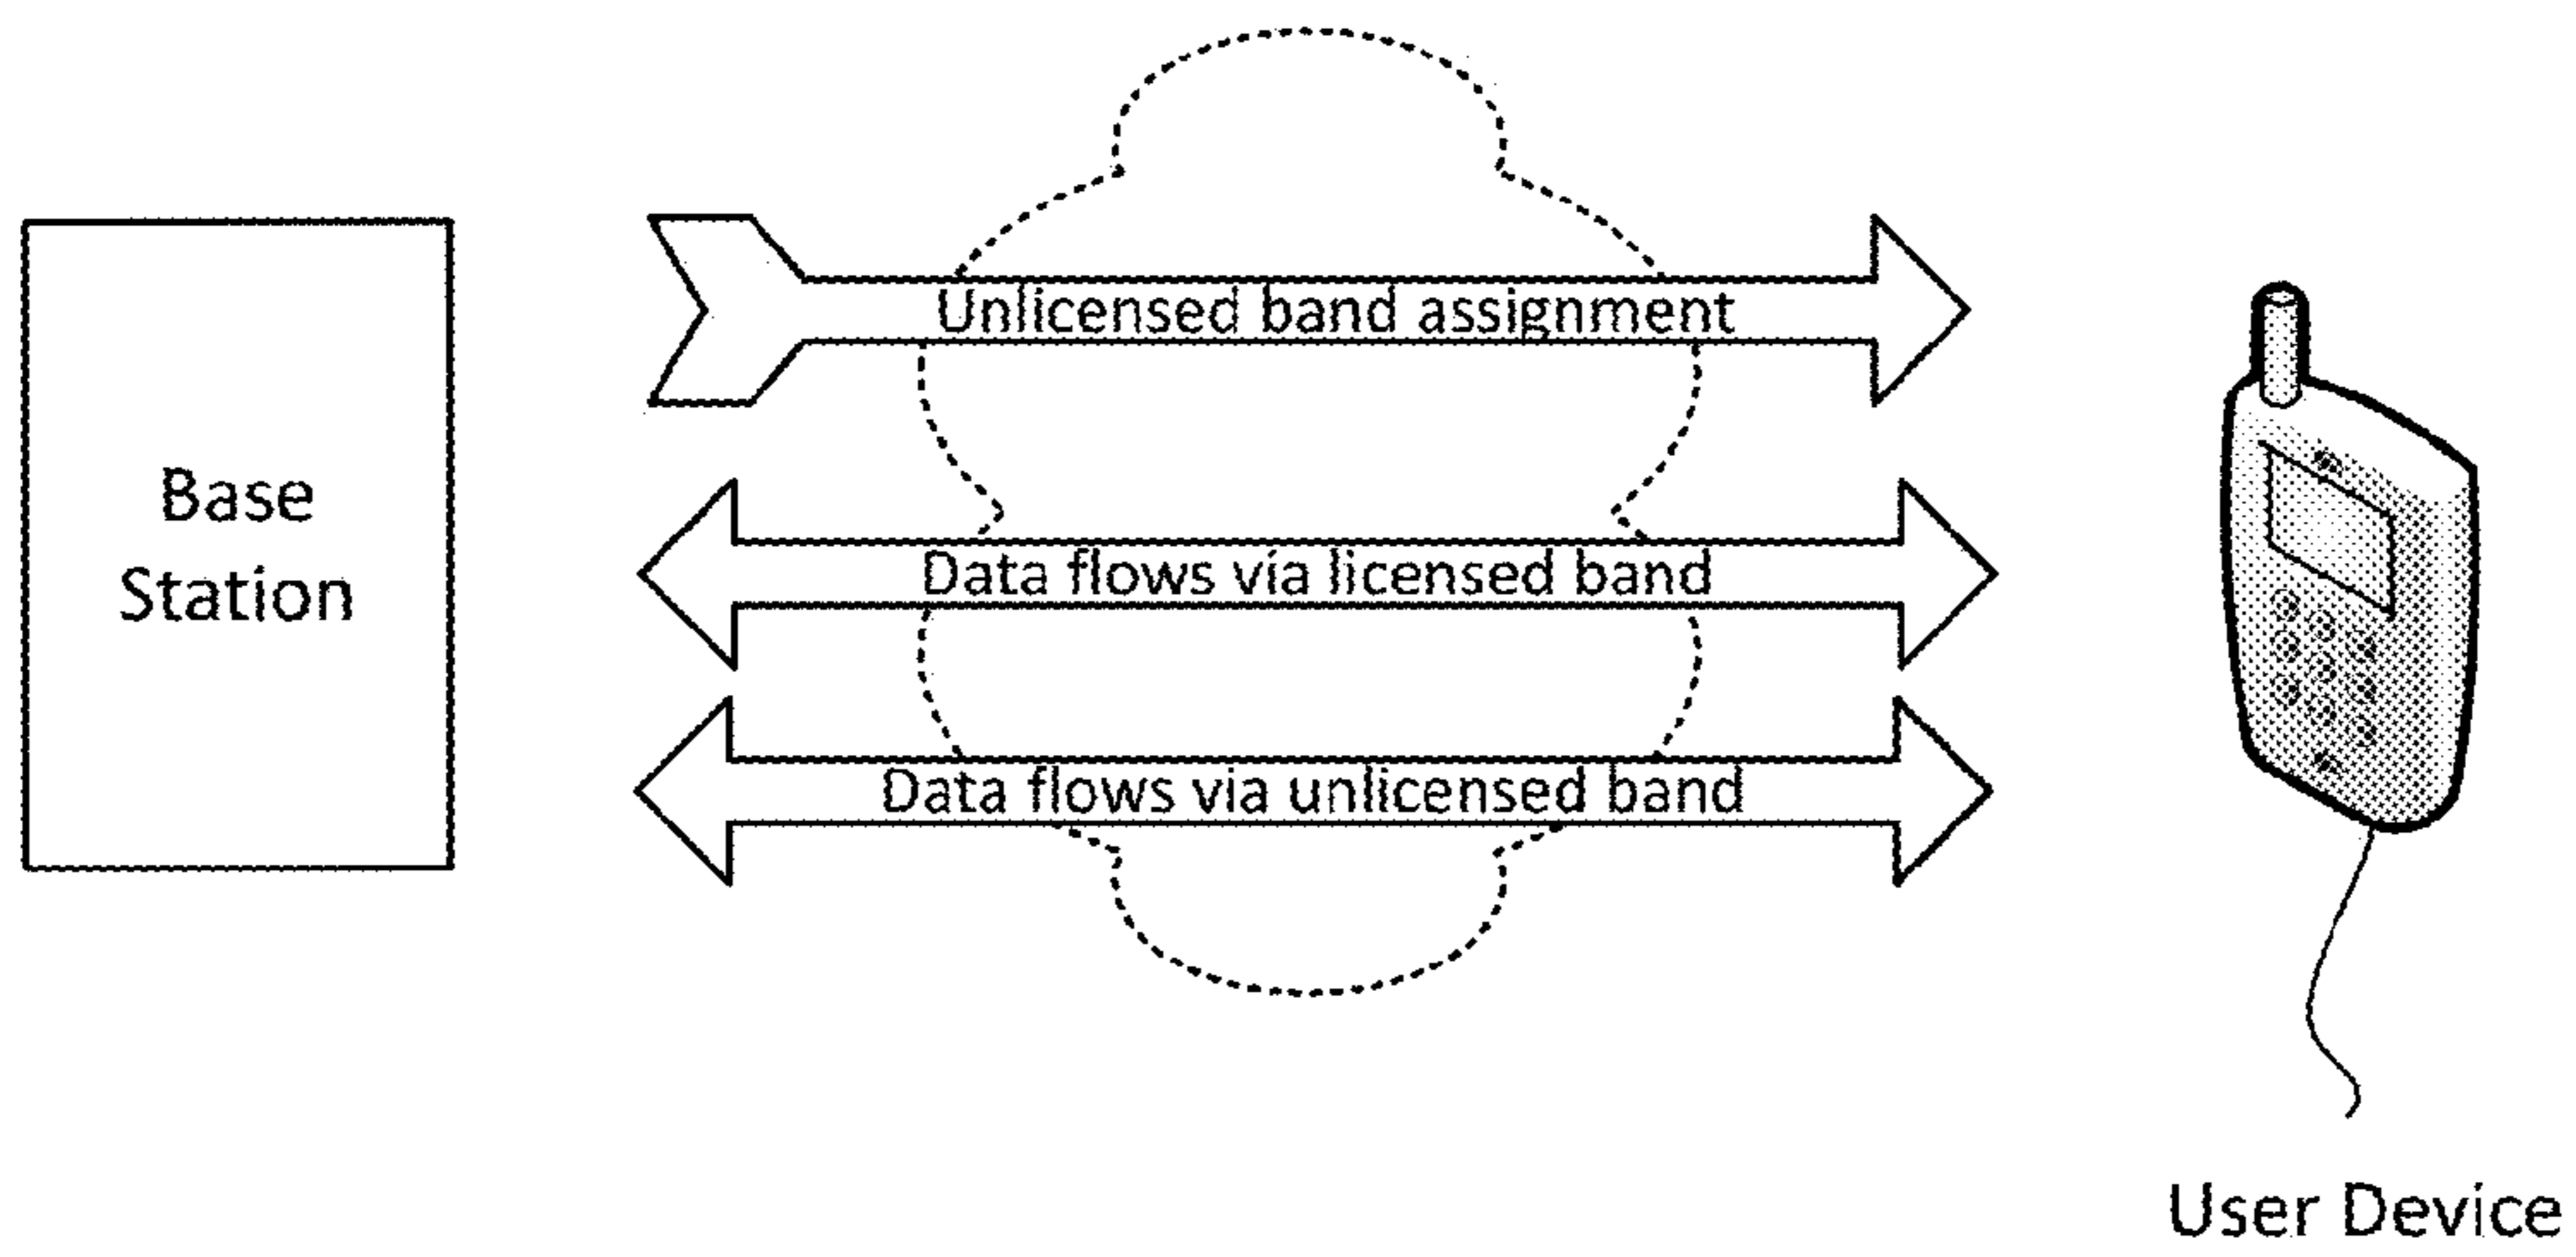 Unlicensed band assignment
Base
Station
Data flows via licensed band
Data flows via unlicensed band
User Device